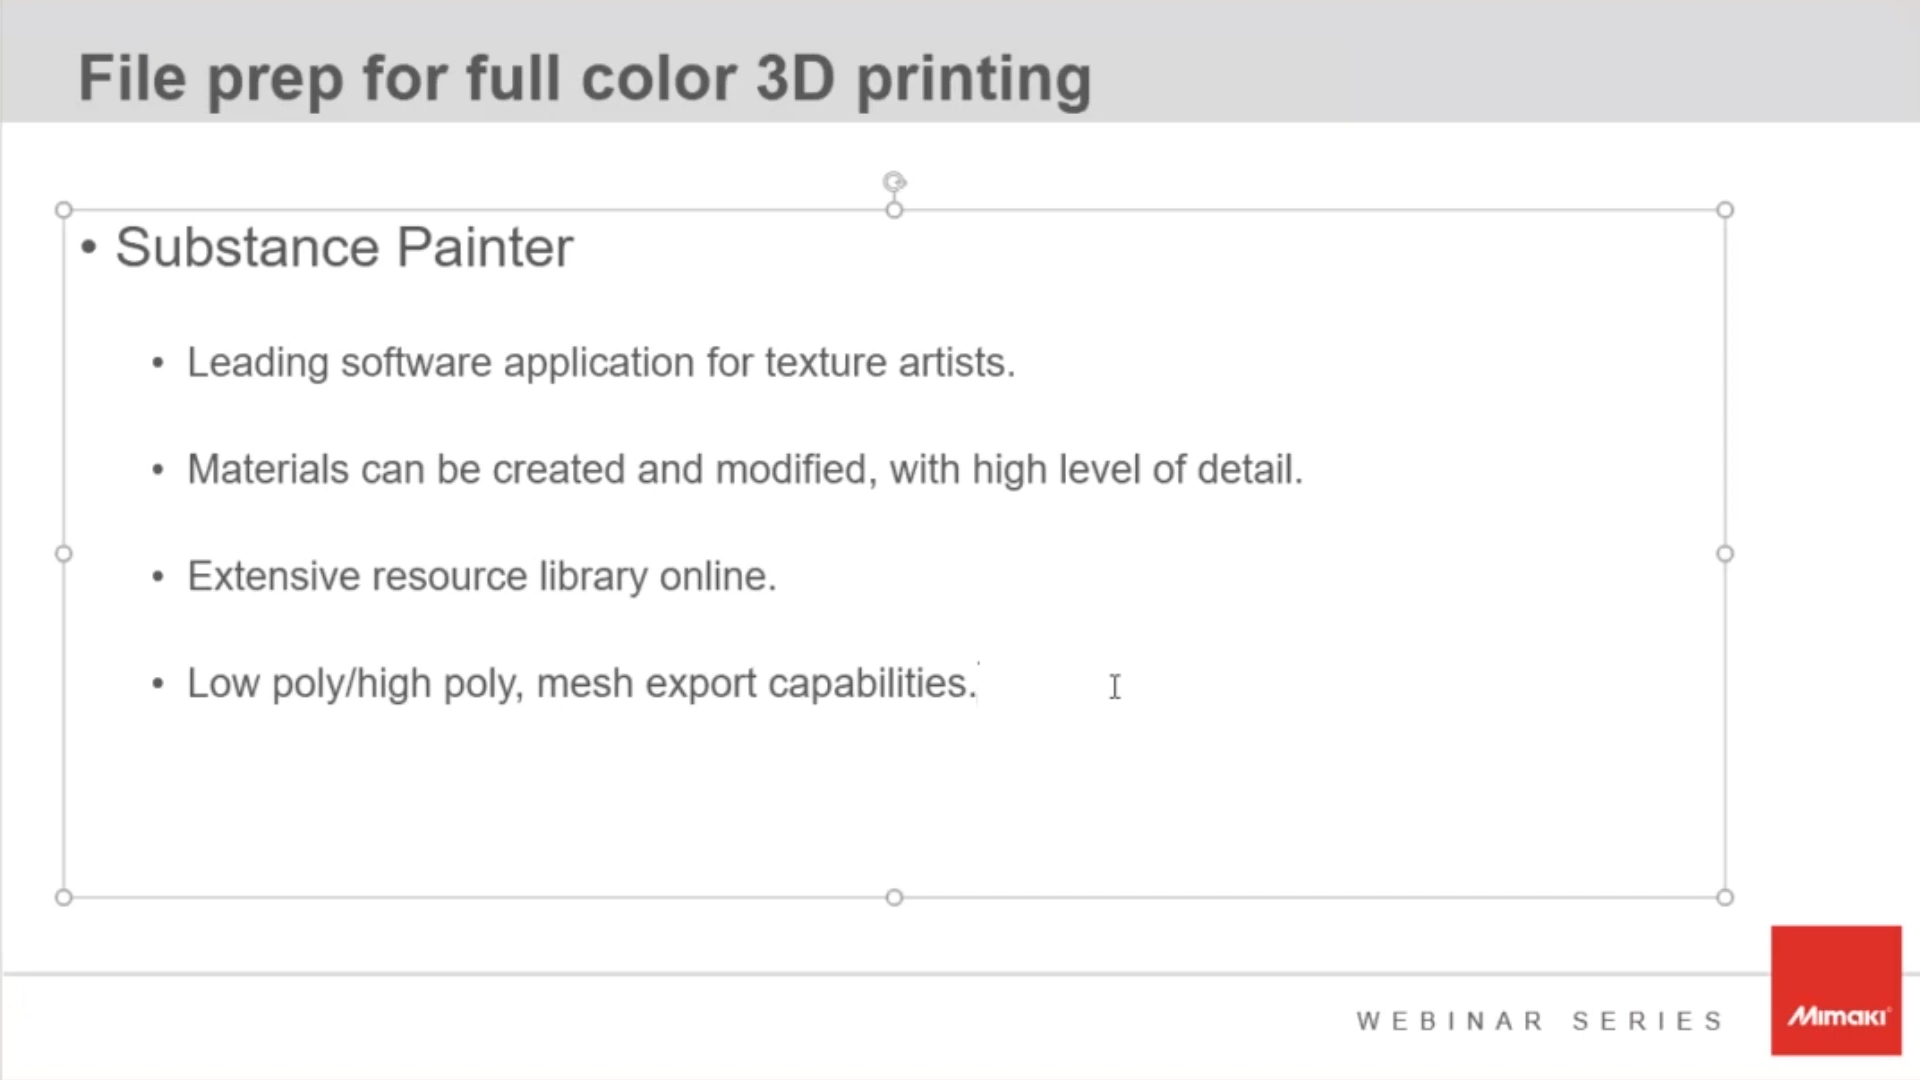 File prep for full color 3D printing
• Substance Painter
• Leading software application for texture artists.
• Materials can be created and modified, with high level of detail.
• Extensive resource library online.
• Low poly/high poly, mesh export capabilities.
WEBINAR SERIES
Mimaki